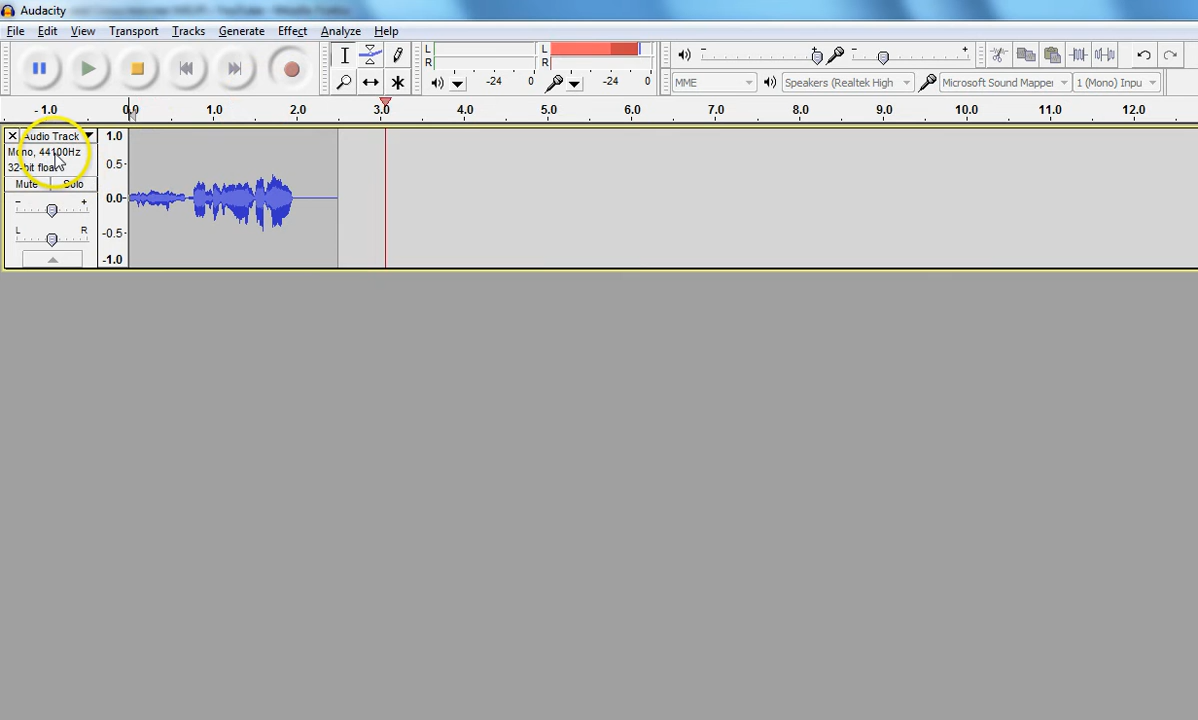 Audacity
File Edit View Transport Tracks Generate Effect Analyze Help
L L
R R
-24 0 -24 0
MME Speakers (Realtek High Microsoft Sound Mapper 1 (Mono) Inpu
- 1.0 0.0 1.0 2.0 3.0 4.0 5.0 6.0 7.0 8.0 9.0 10.0 11.0 12.0
Audio Track 1.0
Mono, 44100Hz
32-bit float 0.5
Mute Solo
- + 0.0
L R -0.5
-1.0